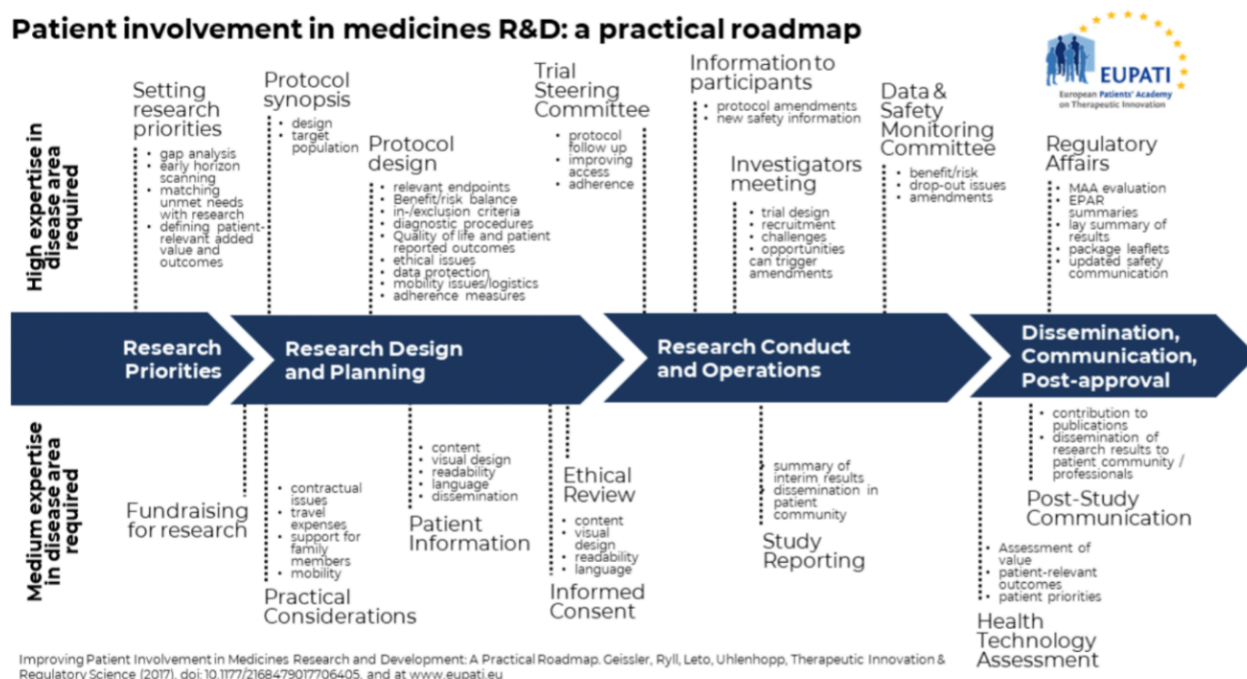 Patient involvement in medicines R&D: a practical roadmap
EUPATI
European Patients' Academy
on Therapeutic Innovation
High expertise in
disease area
required
Setting
research
priorities
• gap analysis
• early horizon
scanning
• matching
unmet needs
with research
• defining patient-
relevant added
value and
outcomes
Protocol
synopsis
• design
• target
population
Protocol
design
• relevant endpoints
• Benefit/risk balance
• in-/exclusion criteria
• diagnostic procedures
• Quality of life and patient
reported outcomes
• ethical issues
• data protection
• mobility issues/logistics
• adherence measures
Trial
Steering
Committee
• protocol
follow up
• improving
access
• adherence
Information to
participants
• protocol amendments
• new safety information
Investigators
meeting
• trial design
• recruitment
• challenges
• opportunities
can trigger
amendments
Data &
Safety
Monitoring
Committee
• benefit/risk
• drop-out issues
• amendments
Regulatory
Affairs
• MAA evaluation
• EPAR
summaries
• lay summary of
results
• package leaflets
• updated safety
communication
Research
Priorities
Research Design
and Planning
Research Conduct
and Operations
Dissemination,
Communication,
Post-approval
Medium expertise
in disease area
required
Fundraising
for research
• contractual
issues
• travel
expenses
• support for
family
members
• mobility
Practical
Considerations
• content
• visual design
• readability
• language
• dissemination
Patient
Information
Ethical
Review
• content
• visual
design
• readability
• language
Informed
Consent
• summary of
interim results
• dissemination in
patient
community
Study
Reporting
• contribution to
publications
• dissemination of
research results to
patient community /
professionals
Post-Study
Communication
• Assessment of
value
• patient-relevant
outcomes
• patient priorities
Health
Technology
Assessment
Improving Patient Involvement in Medicines Research and Development: A Practical Roadmap. Geissler, Ryll, Leto, Uhlenhopp, Therapeutic Innovation &
Regulatory Science (2017), doi: 10.1177/2168479017706405, and at www.eupati.eu